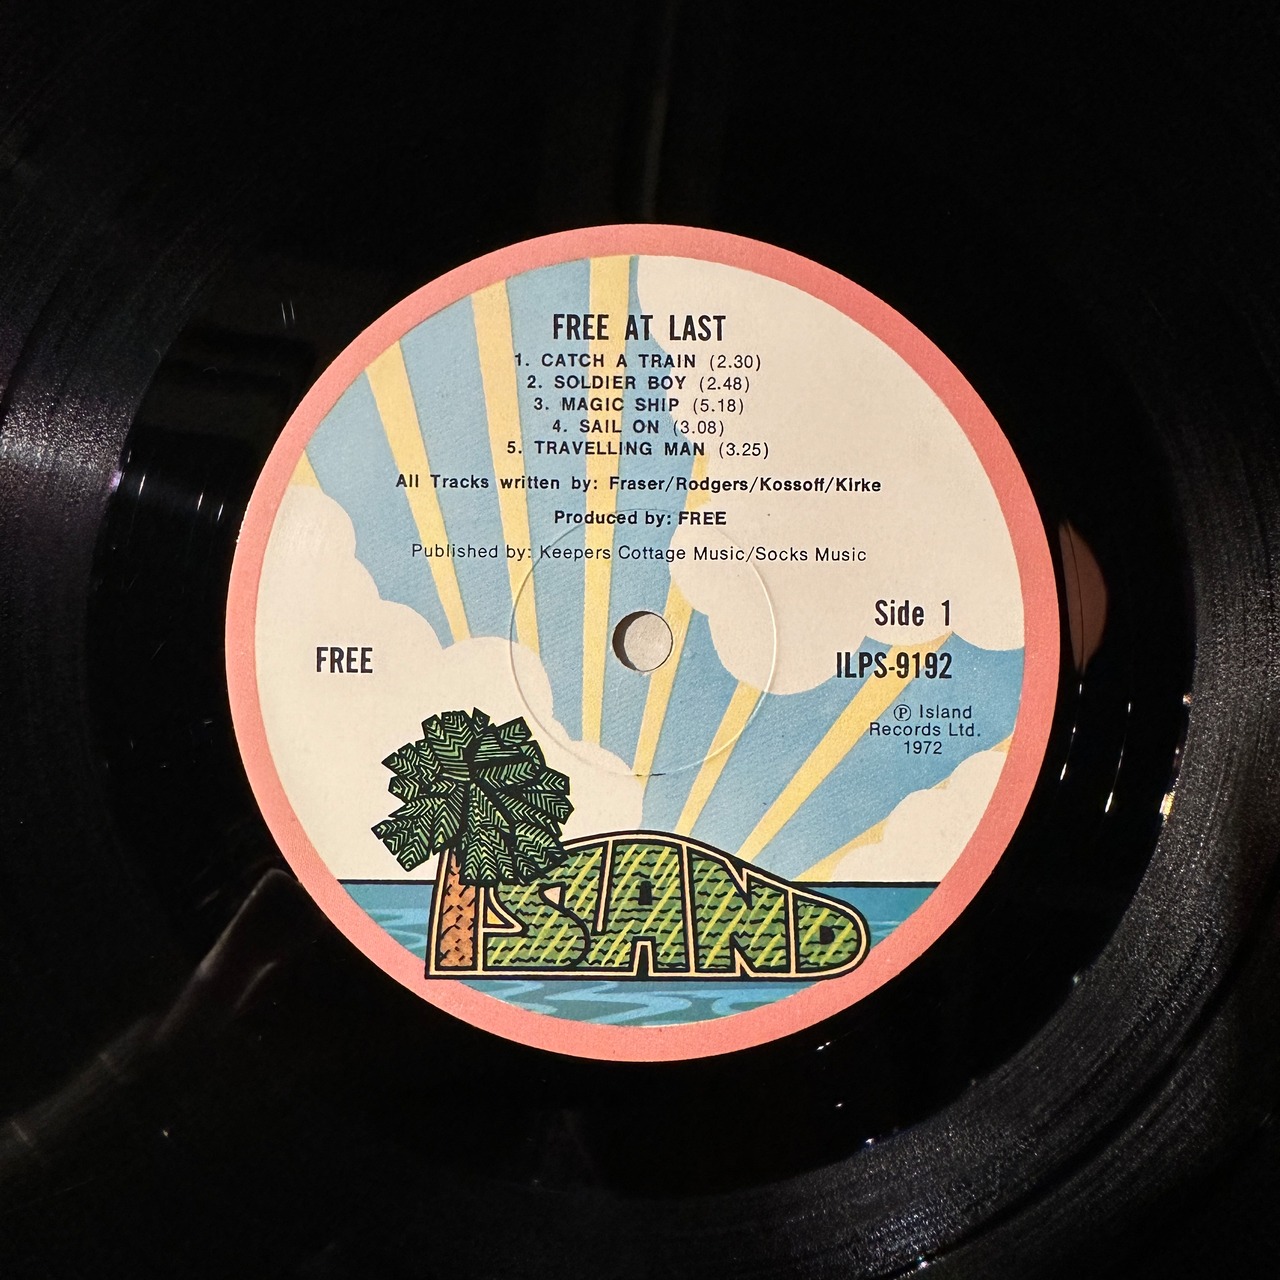 FREE AT LAST
1. CATCH A TRAIN (2.30)
2. SOLDIER BOY (2.48)
3. MAGIC SHIP (5.18)
4. SAIL ON (3.08)
5. TRAVELLING MAN (3.25)
All Tracks written by: Fraser/Rodgers/Kossoff/Kirke
Produced by: FREE
Published by: Keepers Cottage Music/Socks Music
Side 1
FREE
ILPS-9192
℗ Island
Records Ltd.
1972
ISLAND